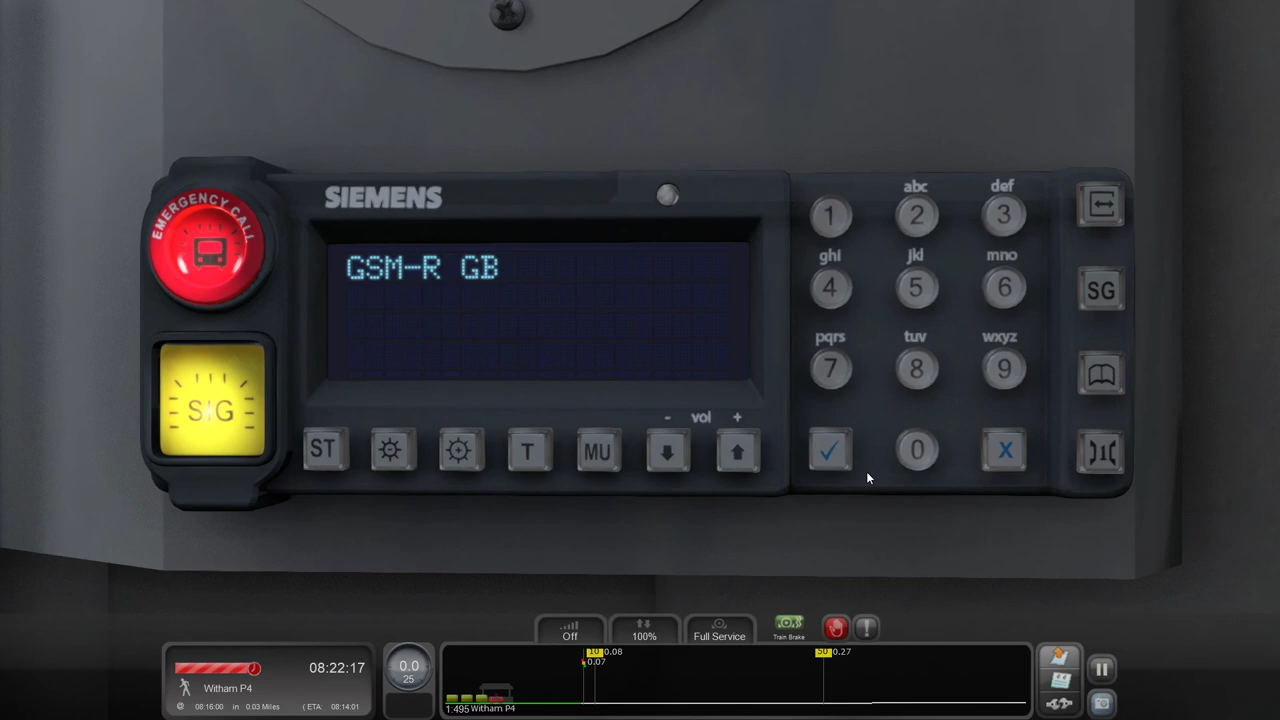 EMERGENCY CALL
SIEMENS
GSM-R GB
SIG
- vol +
ST
T
MU
1
abc
2
def
3
ghi
4
jkl
5
mno
6
pqrs
7
tuv
8
wxyz
9
✓
0
X
SG
Off
100%
Full Service
Train Brake
!
08:22:17
Witham P4
@ 08:16:00 in 0.03 Miles ( ETA: 08:14:01
0.0
25
10 0.08
0.07
50 0.27
1:495 Witham P4